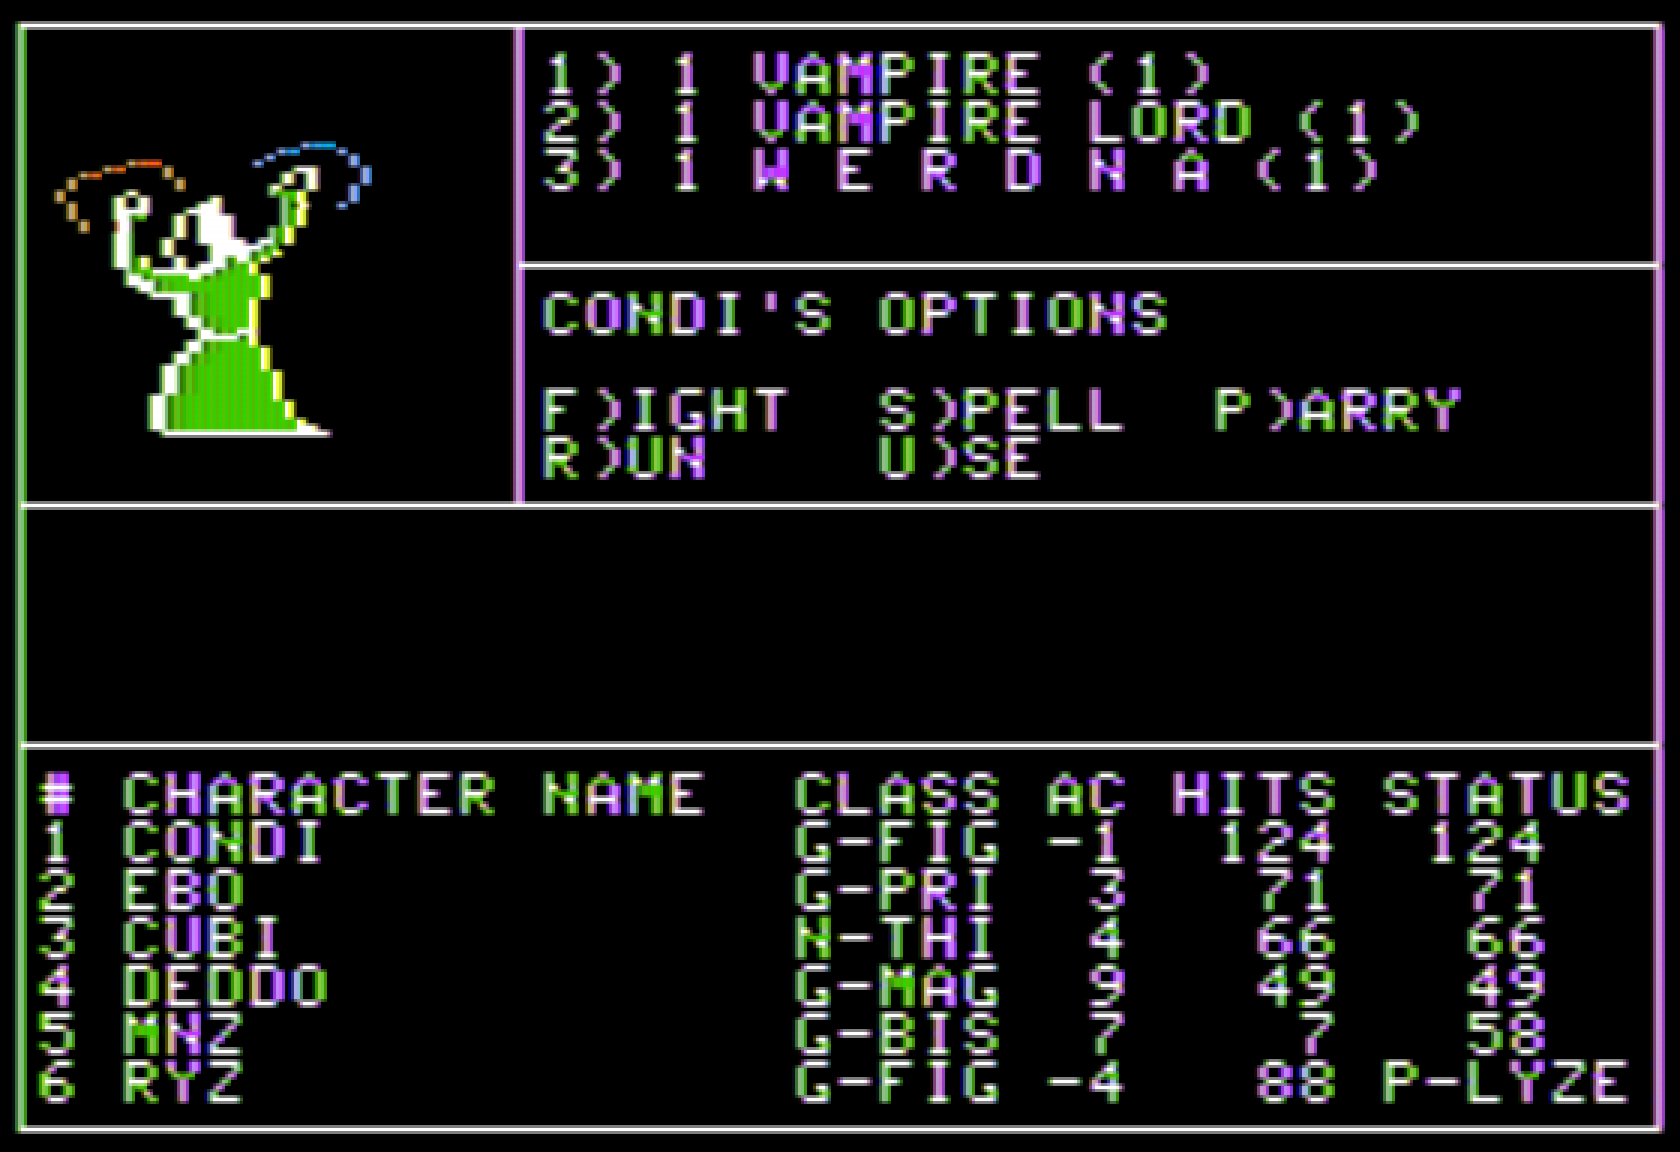 1) 1 VAMPIRE (1)
2) 1 VAMPIRE LORD (1)
3) 1 W E R D N A (1)
CONDI'S OPTIONS
F)IGHT S)PELL P)ARRY
R)UN U)SE
# CHARACTER NAME CLASS AC HITS STATUS
1 CONDI G-FIG -1 124 124
2 EBO G-PRI 3 71 71
3 CUBI N-THI 4 66 66
4 DEDDO G-MAG 9 49 49
5 MNZ G-BIS 7 7 58
6 RYZ G-FIG -4 88 P-LYZE